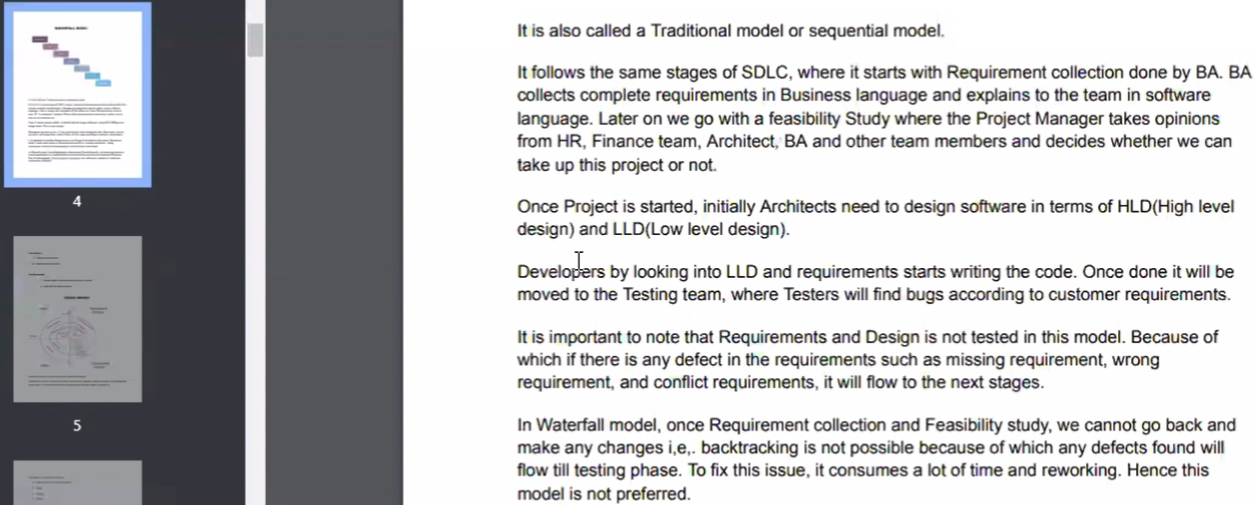 It is also called a Traditional model or sequential model.
It follows the same stages of SDLC, where it starts with Requirement collection done by BA. BA
collects complete requirements in Business language and explains to the team in software
language. Later on we go with a feasibility Study where the Project Manager takes opinions
from HR, Finance team, Architect, BA and other team members and decides whether we can
take up this project or not.
Once Project is started, initially Architects need to design software in terms of HLD(High level
design) and LLD(Low level design).
Developers by looking into LLD and requirements starts writing the code. Once done it will be
moved to the Testing team, where Testers will find bugs according to customer requirements.
It is important to note that Requirements and Design is not tested in this model. Because of
which if there is any defect in the requirements such as missing requirement, wrong
requirement, and conflict requirements, it will flow to the next stages.
In Waterfall model, once Requirement collection and Feasibility study, we cannot go back and
make any changes i,e,. backtracking is not possible because of which any defects found will
flow till testing phase. To fix this issue, it consumes a lot of time and reworking. Hence this
model is not preferred.
4
5